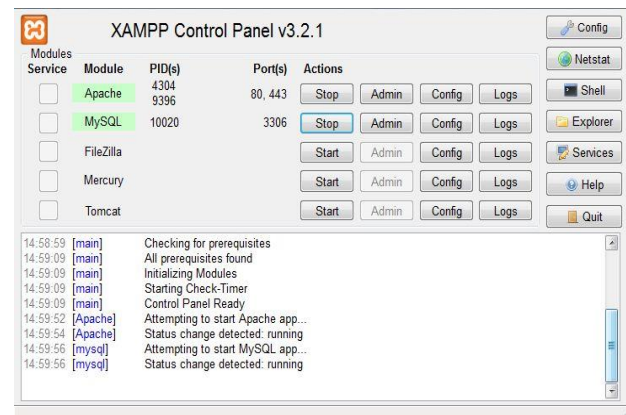 XAMPP Control Panel v3.2.1
Config
Modules
Service Module PID(s) Port(s) Actions
Netstat
Apache 4304 9396 80, 443 Stop Admin Config Logs
Shell
MySQL 10020 3306 Stop Admin Config Logs
Explorer
FileZilla Start Admin Config Logs
Services
Mercury Start Admin Config Logs
Help
Tomcat Start Admin Config Logs
Quit
14:58:59 [main] Checking for prerequisites
14:59:09 [main] All prerequisites found
14:59:09 [main] Initializing Modules
14:59:09 [main] Starting Check-Timer
14:59:09 [main] Control Panel Ready
14:59:52 [Apache] Attempting to start Apache app...
14:59:54 [Apache] Status change detected: running
14:59:56 [mysql] Attempting to start MySQL app...
14:59:56 [mysql] Status change detected: running